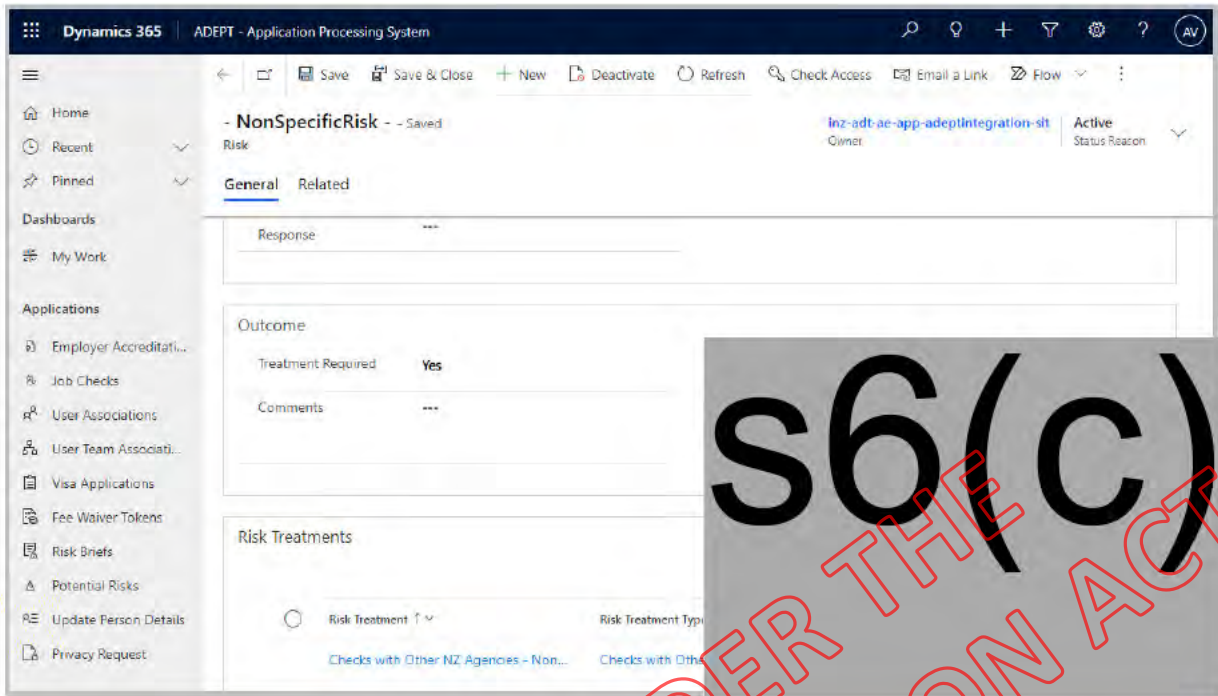 Dynamics 365 ADEPT - Application Processing System ? AV
Save Save & Close New Deactivate Refresh Check Access Email a Link Flow
Home
Recent
Pinned
Dashboards
My Work
Applications
Employer Accreditati...
Job Checks
User Associations
User Team Associati...
Visa Applications
Fee Waiver Tokens
Risk Briefs
Potential Risks
Update Person Details
Privacy Request
- NonSpecificRisk - - Saved
Risk
inz-adt-ae-app-adeptintegration-sit
Owner
Active
Status Reason
General Related
Response ---
Outcome
Treatment Required Yes
Comments ---
Risk Treatments
Risk Treatment Risk Treatment Typ
Checks with Other NZ Agencies – Non... Checks with Othe
s6(c)
DER THE
ON ACT